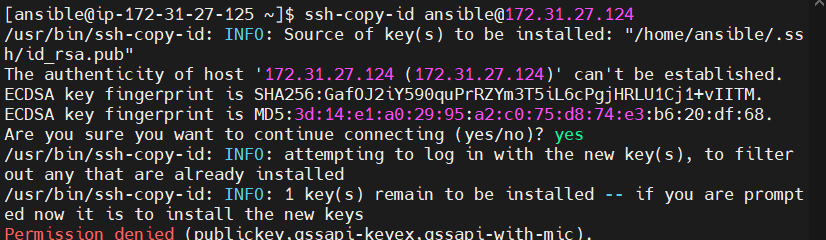 [ansible@ip-172-31-27-125 ~]$ ssh-copy-id ansible@172.31.27.124
/usr/bin/ssh-copy-id: INFO: Source of key(s) to be installed: "/home/ansible/.ss
h/id_rsa.pub"
The authenticity of host '172.31.27.124 (172.31.27.124)' can't be established.
ECDSA key fingerprint is SHA256:GafOJ2iY590quPrRZYm3T5iL6cPgjHRLU1Cj1+vIITM.
ECDSA key fingerprint is MD5:3d:14:e1:a0:29:95:a2:c0:75:d8:74:e3:b6:20:df:68.
Are you sure you want to continue connecting (yes/no)? yes
/usr/bin/ssh-copy-id: INFO: attempting to log in with the new key(s), to filter
out any that are already installed
/usr/bin/ssh-copy-id: INFO: 1 key(s) remain to be installed -- if you are prompt
ed now it is to install the new keys
Permission denied (publickey,gssapi-keyex,gssapi-with-mic).